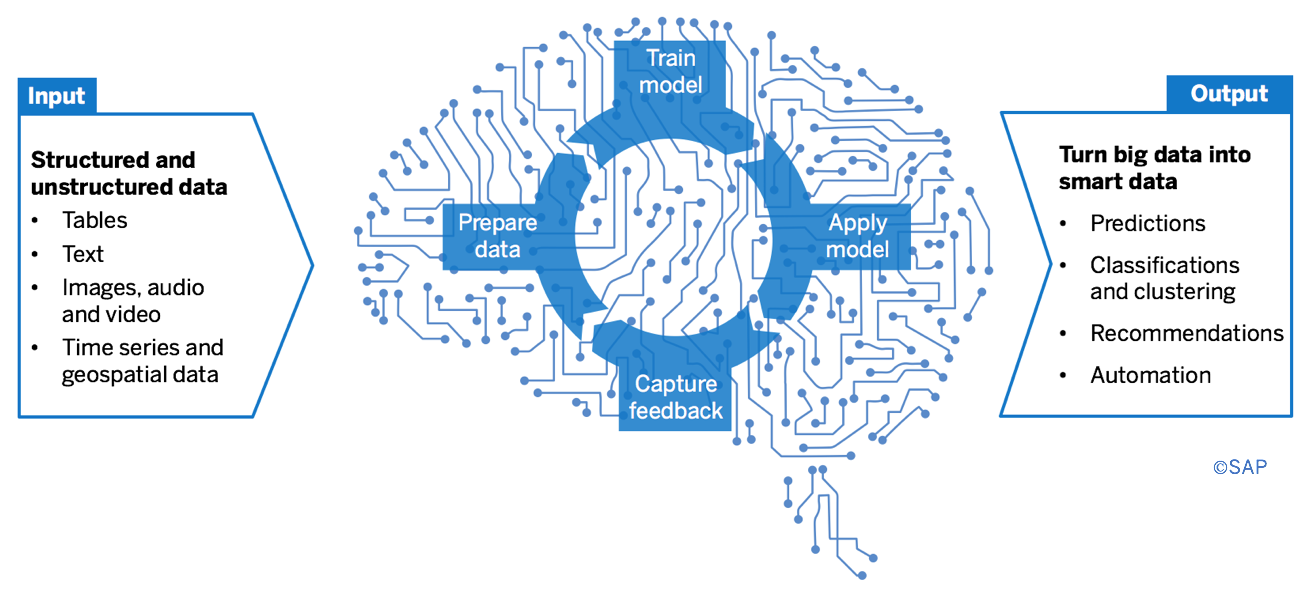 Input
Structured and
unstructured data
• Tables
• Text
• Images, audio
and video
• Time series and
geospatial data
Train
model
Prepare
data
Apply
model
Capture
feedback
Output
Turn big data into
smart data
• Predictions
• Classifications
and clustering
• Recommendations
• Automation
©SAP